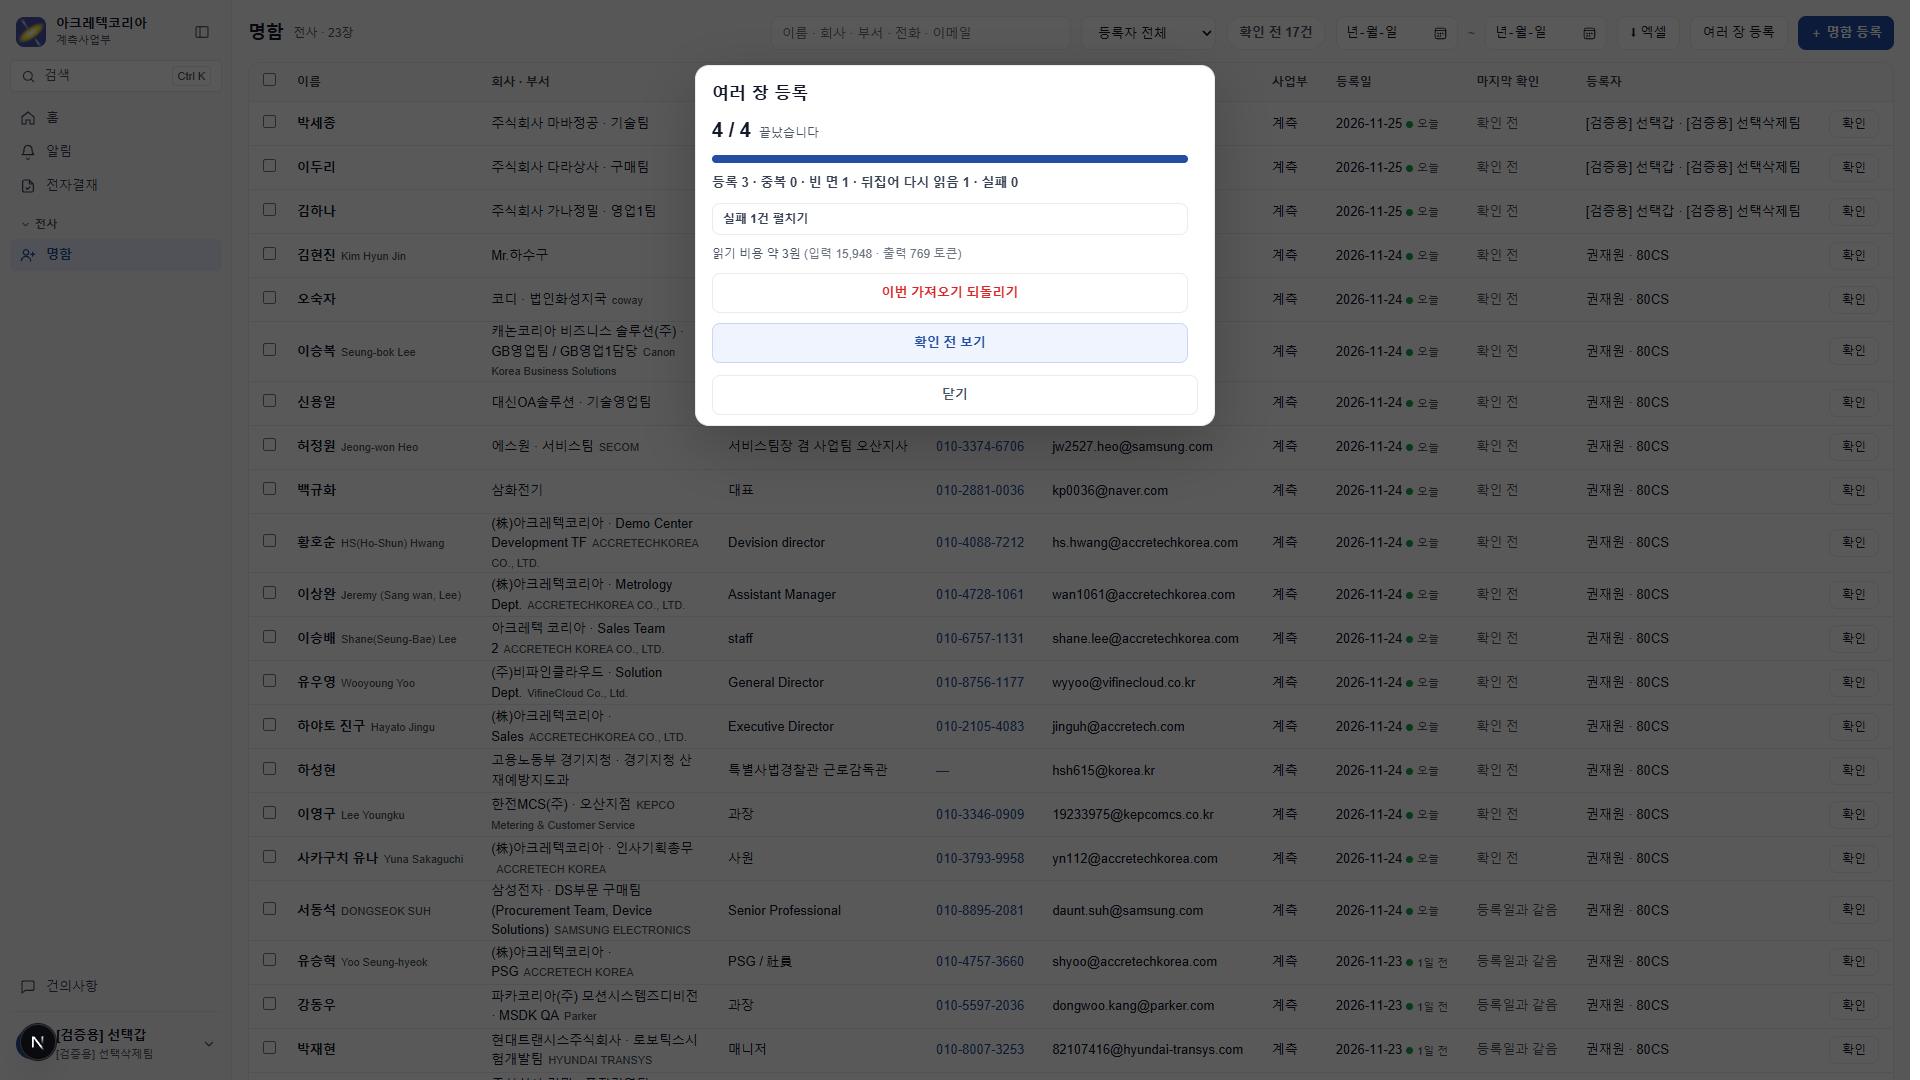 아크레텍코리아
계측사업부
검색 Ctrl K
홈
알림
전자결재
전사
명함
건의사항
N [검증용] 선택갑
[검증용] 선택삭제팀
명함 전사 · 23장 이름 · 회사 · 부서 · 전화 · 이메일 등록자 전체 확인 전 17건 년-월-일 ~ 년-월-일 엑셀 여러 장 등록 + 명함 등록
이름 회사 · 부서 사업부 등록일 마지막 확인 등록자
여러 장 등록
4 / 4 끝났습니다
등록 3 · 중복 0 · 빈 면 1 · 뒤집어 다시 읽음 1 · 실패 0
실패 1건 펼치기
읽기 비용 약 3원 (입력 15,948 · 출력 769 토큰)
이번 가져오기 되돌리기
확인 전 보기
닫기
박세종 주식회사 마바정공 · 기술팀 계측 2026-11-25 오늘 확인 전 [검증용] 선택갑 · [검증용] 선택삭제팀 확인
이두리 주식회사 다라상사 · 구매팀 계측 2026-11-25 오늘 확인 전 [검증용] 선택갑 · [검증용] 선택삭제팀 확인
김하나 주식회사 가나정밀 · 영업1팀 계측 2026-11-25 오늘 확인 전 [검증용] 선택갑 · [검증용] 선택삭제팀 확인
김현진 Kim Hyun Jin Mr.하수구 계측 2026-11-24 오늘 확인 전 권재원 · 80CS 확인
오숙자 코디 · 법인화성지국 coway 계측 2026-11-24 오늘 확인 전 권재원 · 80CS 확인
이승복 Seung-bok Lee 캐논코리아 비즈니스 솔루션(주) ·
GB영업팀 / GB영업1담당 Canon
Korea Business Solutions 계측 2026-11-24 오늘 확인 전 권재원 · 80CS 확인
신용일 대신OA솔루션 · 기술영업팀 계측 2026-11-24 오늘 확인 전 권재원 · 80CS 확인
허정원 Jeong-won Heo 에스원 · 서비스팀 SECOM 서비스팀장 겸 사업팀 오산지사 010-3374-6706 jw2527.heo@samsung.com 계측 2026-11-24 오늘 확인 전 권재원 · 80CS 확인
백규화 삼화전기 대표 010-2881-0036 kp0036@naver.com 계측 2026-11-24 오늘 확인 전 권재원 · 80CS 확인
황호순 HS(Ho-Shun) Hwang (株)아크레텍코리아 · Demo Center
Development TF ACCRETECHKOREA
CO., LTD. Devision director 010-4088-7212 hs.hwang@accretechkorea.com 계측 2026-11-24 오늘 확인 전 권재원 · 80CS 확인
이상완 Jeremy (Sang wan, Lee) (株)아크레텍코리아 · Metrology
Dept. ACCRETECHKOREA CO., LTD. Assistant Manager 010-4728-1061 wan1061@accretechkorea.com 계측 2026-11-24 오늘 확인 전 권재원 · 80CS 확인
이승배 Shane(Seung-Bae) Lee 아크레텍 코리아 · Sales Team
2 ACCRETECH KOREA CO., LTD. staff 010-6757-1131 shane.lee@accretechkorea.com 계측 2026-11-24 오늘 확인 전 권재원 · 80CS 확인
유우영 Wooyoung Yoo (주)비파인클라우드 · Solution
Dept. VifineCloud Co., Ltd. General Director 010-8756-1177 wyyoo@vifinecloud.co.kr 계측 2026-11-24 오늘 확인 전 권재원 · 80CS 확인
하야토 진구 Hayato Jingu (株)아크레텍코리아 ·
Sales ACCRETECHKOREA CO., LTD. Executive Director 010-2105-4083 jinguh@accretech.com 계측 2026-11-24 오늘 확인 전 권재원 · 80CS 확인
하성현 고용노동부 경기지청 · 경기지청 산
재예방지도과 특별사법경찰관 근로감독관 — hsh615@korea.kr 계측 2026-11-24 오늘 확인 전 권재원 · 80CS 확인
이영구 Lee Youngku 한전MCS(주) · 오산지점 KEPCO
Metering & Customer Service 과장 010-3346-0909 19233975@kepcomcs.co.kr 계측 2026-11-24 오늘 확인 전 권재원 · 80CS 확인
사카구치 유나 Yuna Sakaguchi (株)아크레텍코리아 · 인사기획총무
ACCRETECH KOREA 사원 010-3793-9958 yn112@accretechkorea.com 계측 2026-11-24 오늘 확인 전 권재원 · 80CS 확인
서동석 DONGSEOK SUH 삼성전자 · DS부문 구매팀
(Procurement Team, Device
Solutions) SAMSUNG ELECTRONICS Senior Professional 010-8895-2081 daunt.suh@samsung.com 계측 2026-11-24 오늘 등록일과 같음 권재원 · 80CS 확인
유승혁 Yoo Seung-hyeok (株)아크레텍코리아 ·
PSG ACCRETECH KOREA PSG / 社員 010-4757-3660 shyoo@accretechkorea.com 계측 2026-11-23 1일 전 등록일과 같음 권재원 · 80CS 확인
강동우 파카코리아(주) 모션시스템즈디비전
· MSDK QA Parker 과장 010-5597-2036 dongwoo.kang@parker.com 계측 2026-11-23 1일 전 등록일과 같음 권재원 · 80CS 확인
박재현 현대트랜시스주식회사 · 로보틱스시
험개발팀 HYUNDAI TRANSYS 매니저 010-8007-3253 82107416@hyundai-transys.com 계측 2026-11-23 1일 전 등록일과 같음 권재원 · 80CS 확인